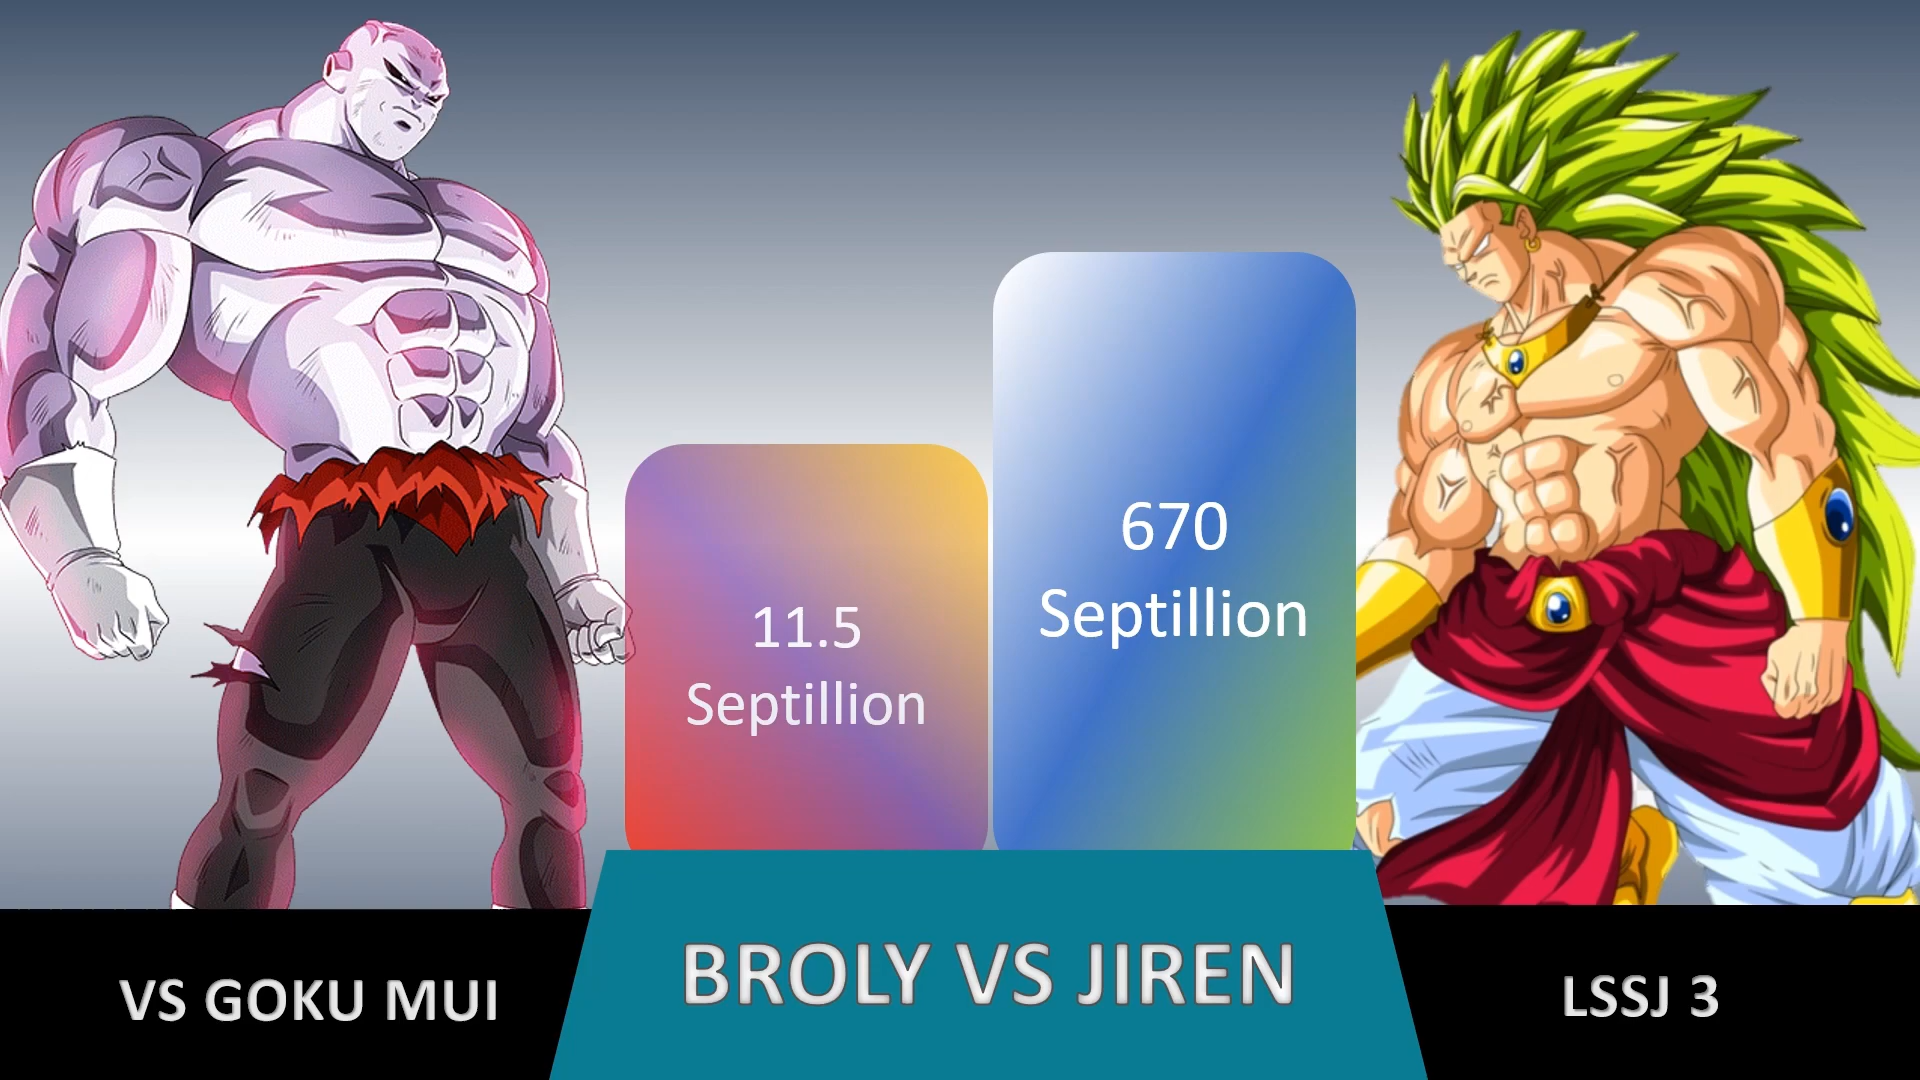 11.5
Septillion
670
Septillion
VS GOKU MUI
BROLY VS JIREN
LSSJ 3